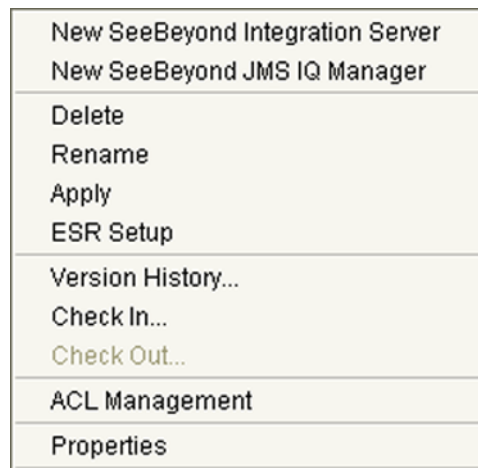 New SeeBeyond Integration Server
New SeeBeyond JMS IQ Manager
Delete
Rename
Apply
ESR Setup
Version History...
Check In...
Check Out...
ACL Management
Properties